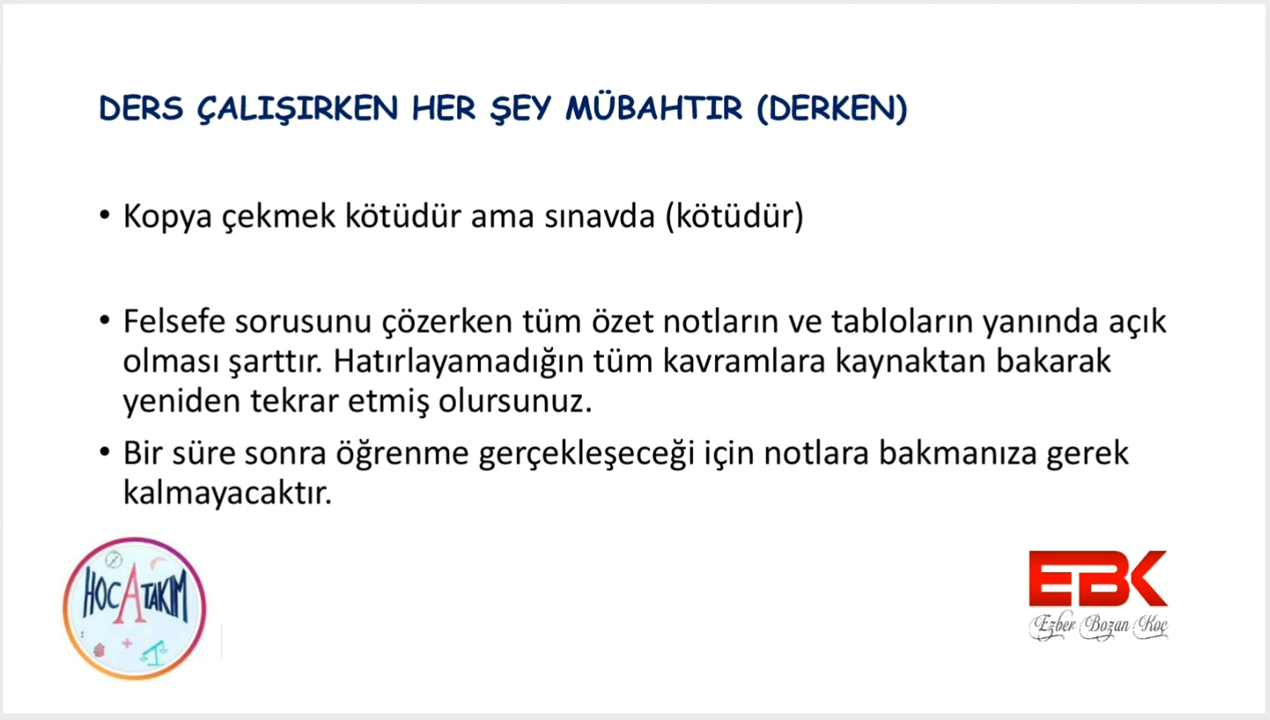 DERS ÇALIŞIRKEN HER ŞEY MÜBAHTIR (DERKEN)
• Kopya çekmek kötüdür ama sınavda (kötüdür)
• Felsefe sorusunu çözerken tüm özet notların ve tabloların yanında açık
olması şarttır. Hatırlayamadığın tüm kavramlara kaynaktan bakarak
yeniden tekrar etmiş olursunuz.
• Bir süre sonra öğrenme gerçekleşeceği için notlara bakmanıza gerek
kalmayacaktır.
HOCA TAKIM
EBK
Ezber Bozan Koç